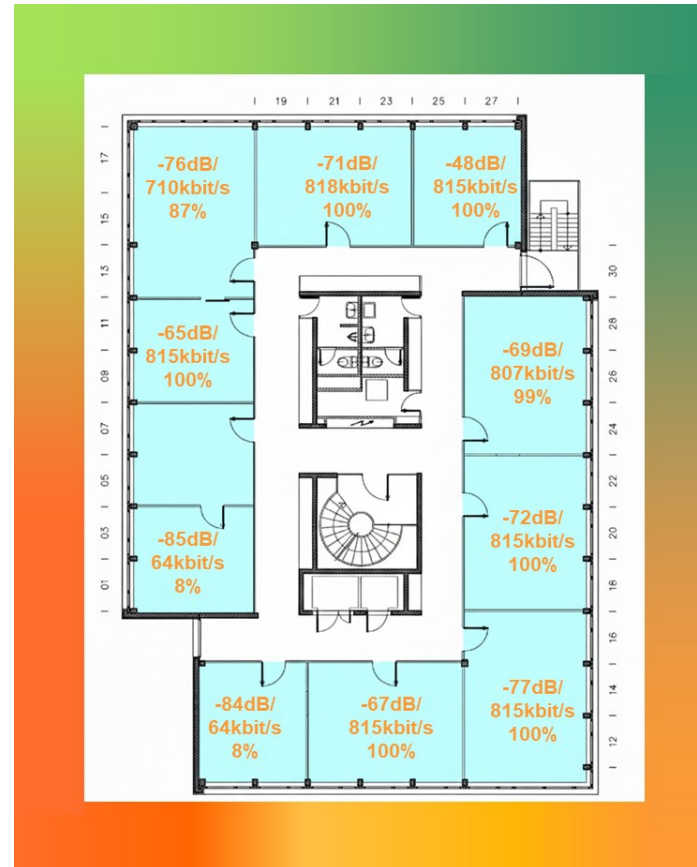 19 21 23 25 27
17
15
13
11
09
07
05
03
01
30
28
26
24
22
20
18
16
14
12
-76dB/
710kbit/s
87%
-71dB/
818kbit/s
100%
-48dB/
815kbit/s
100%
-65dB/
815kbit/s
100%
-69dB/
807kbit/s
99%
-85dB/
64kbit/s
8%
-72dB/
815kbit/s
100%
-84dB/
64kbit/s
8%
-67dB/
815kbit/s
100%
-77dB/
815kbit/s
100%